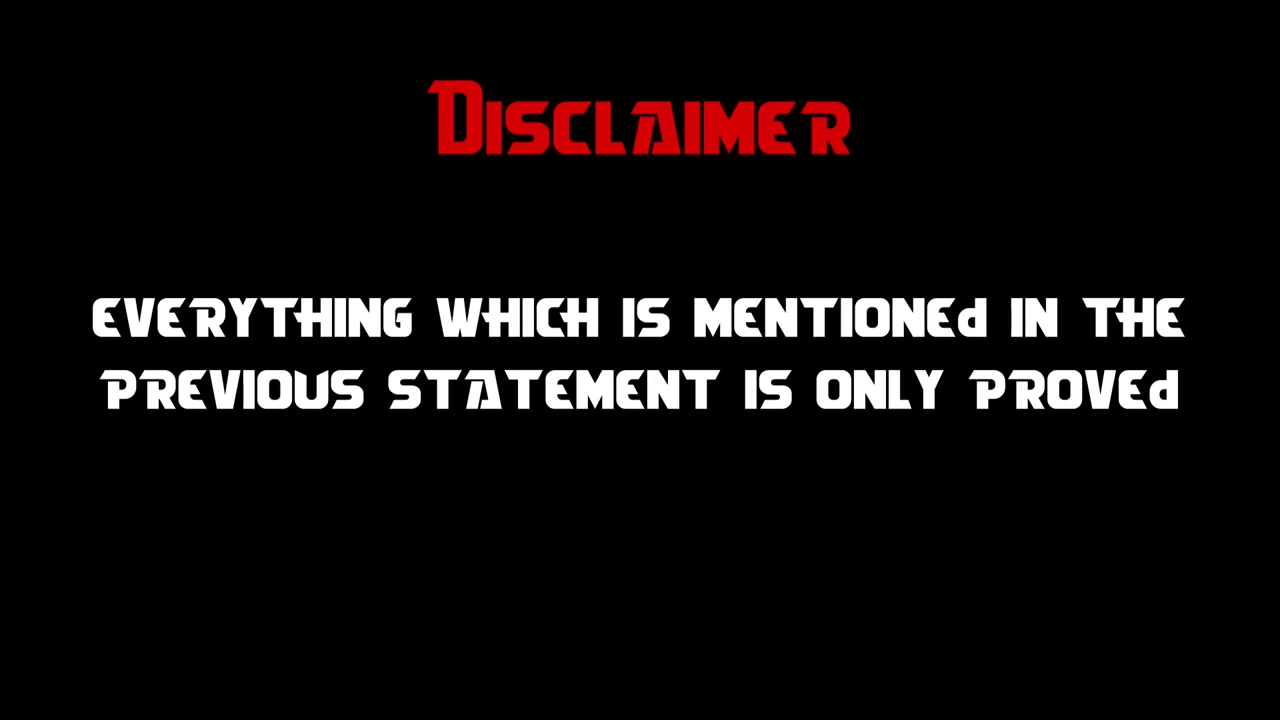 Disclaimer
EVERYTHING WHICH IS MENTIONEd IN THE
PREVIOUS STATEMENT IS ONLY PROVEd